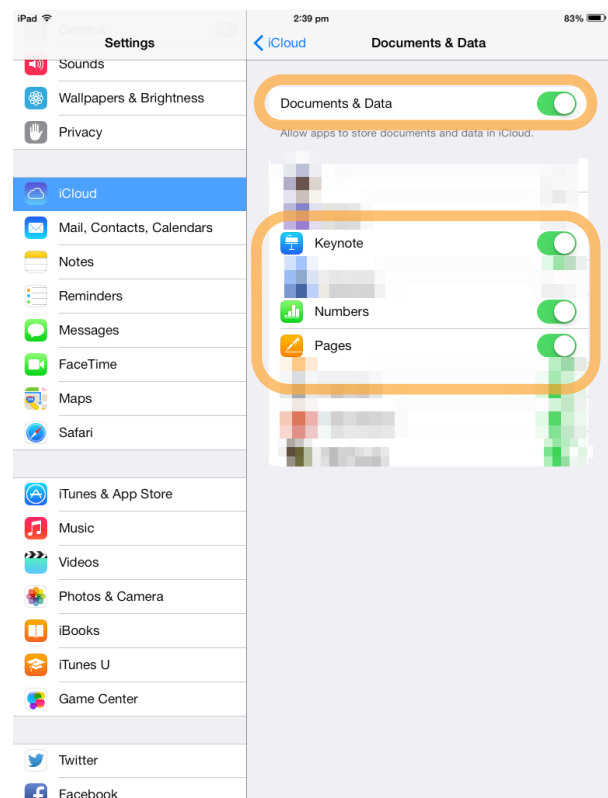 iPad 2:39 pm 83%
General
Settings
iCloud Documents & Data
Sounds
Wallpapers & Brightness
Privacy
iCloud
Mail, Contacts, Calendars
Notes
Reminders
Messages
FaceTime
Maps
Safari
iTunes & App Store
Music
Videos
Photos & Camera
iBooks
iTunes U
Game Center
Twitter
Facebook
Documents & Data
Allow apps to store documents and data in iCloud.
Keynote
Numbers
Pages